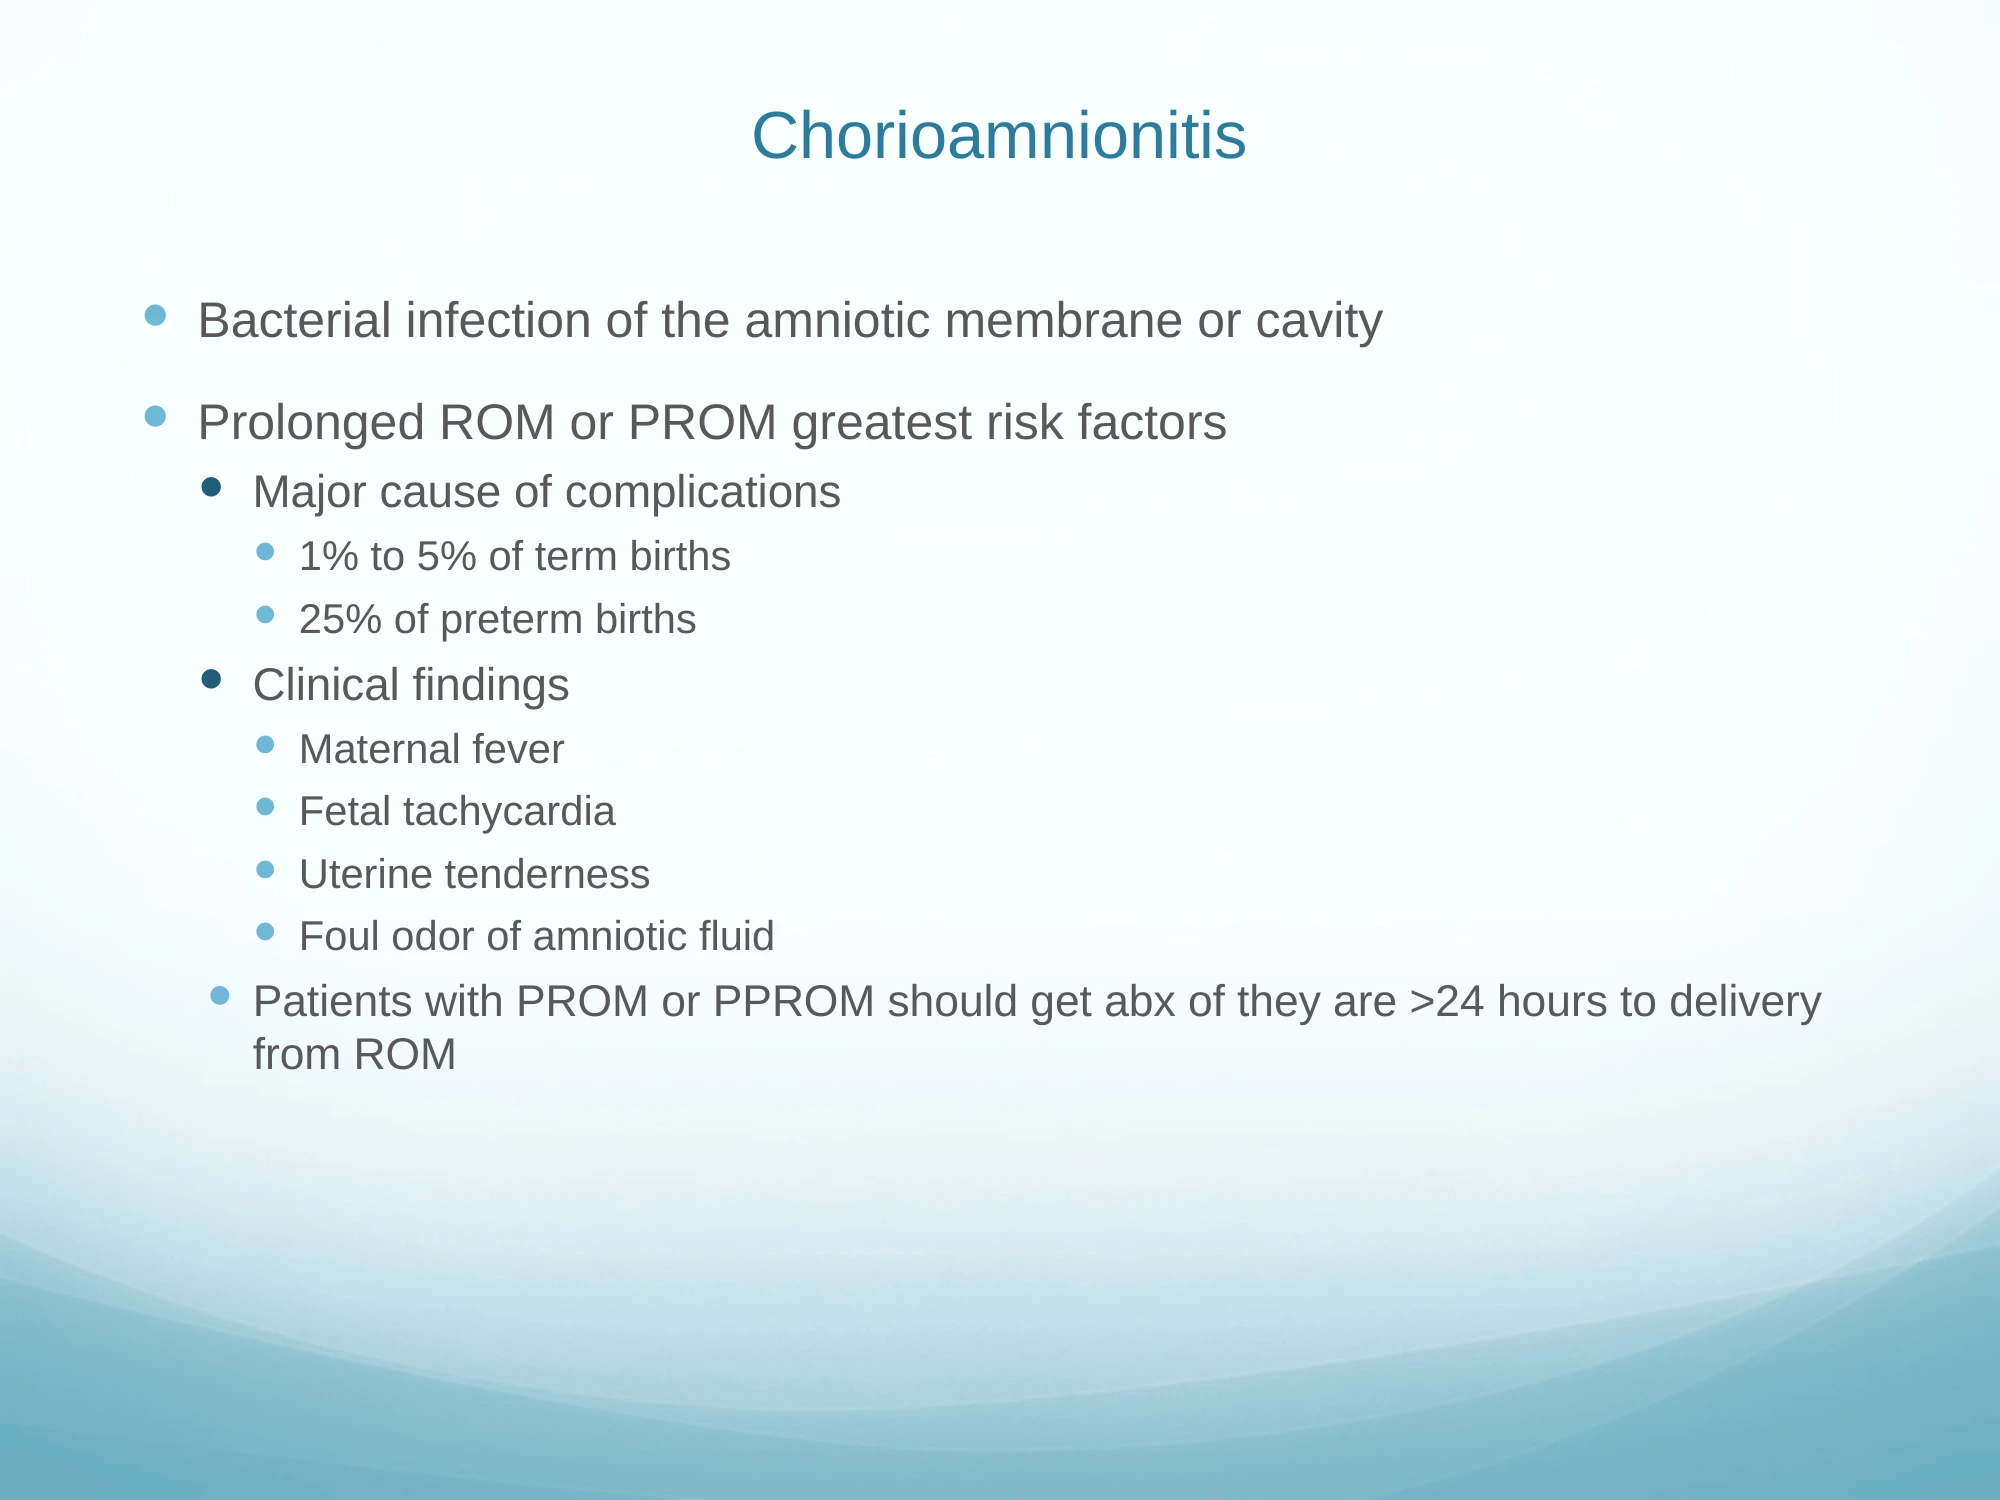 Chorioamnionitis
Bacterial infection of the amniotic membrane or cavity
Prolonged ROM or PROM greatest risk factors
Major cause of complications
1% to 5% of term births
25% of preterm births
Clinical findings
Maternal fever
Fetal tachycardia
Uterine tenderness
Foul odor of amniotic fluid
Patients with PROM or PPROM should get abx of they are >24 hours to delivery
from ROM